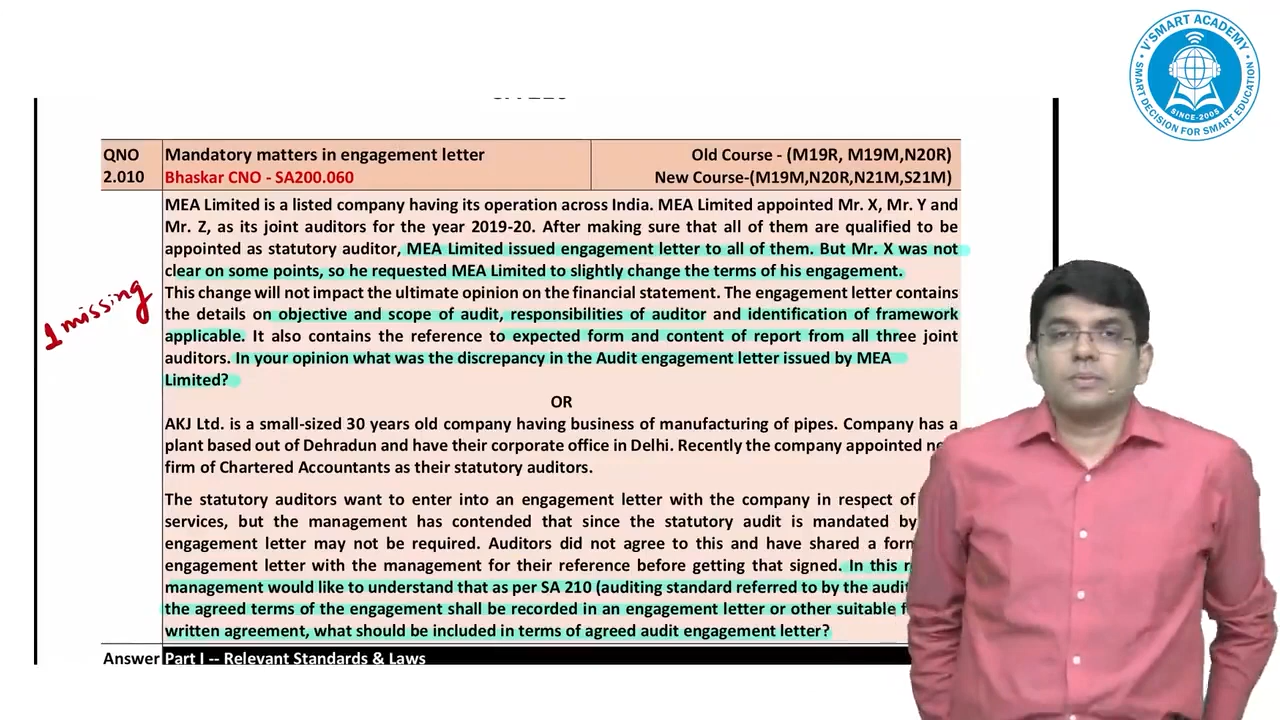 V'SMART ACADEMY
SMART DECISION FOR SMART EDUCATION
SINCE-2005
QNO 2.010
Mandatory matters in engagement letter
Bhaskar CNO - SA200.060
Old Course - (M19R, M19M,N20R)
New Course-(M19M,N20R,N21M,S21M)
1 missing
MEA Limited is a listed company having its operation across India. MEA Limited appointed Mr. X, Mr. Y and
Mr. Z, as its joint auditors for the year 2019-20. After making sure that all of them are qualified to be
appointed as statutory auditor, MEA Limited issued engagement letter to all of them. But Mr. X was not
clear on some points, so he requested MEA Limited to slightly change the terms of his engagement.
This change will not impact the ultimate opinion on the financial statement. The engagement letter contains
the details on objective and scope of audit, responsibilities of auditor and identification of framework
applicable. It also contains the reference to expected form and content of report from all three joint
auditors. In your opinion what was the discrepancy in the Audit engagement letter issued by MEA
Limited?
OR
AKJ Ltd. is a small-sized 30 years old company having business of manufacturing of pipes. Company has a
plant based out of Dehradun and have their corporate office in Delhi. Recently the company appointed
firm of Chartered Accountants as their statutory auditors.
The statutory auditors want to enter into an engagement letter with the company in respect of
services, but the management has contended that since the statutory audit is mandated by
engagement letter may not be required. Auditors did not agree to this and have shared a
engagement letter with the management for their reference before getting that signed. In this
management would like to understand that as per SA 210 (auditing standard referred to by the
the agreed terms of the engagement shall be recorded in an engagement letter or other suitable
written agreement, what should be included in terms of agreed audit engagement letter?
Answer Part I -- Relevant Standards & Laws